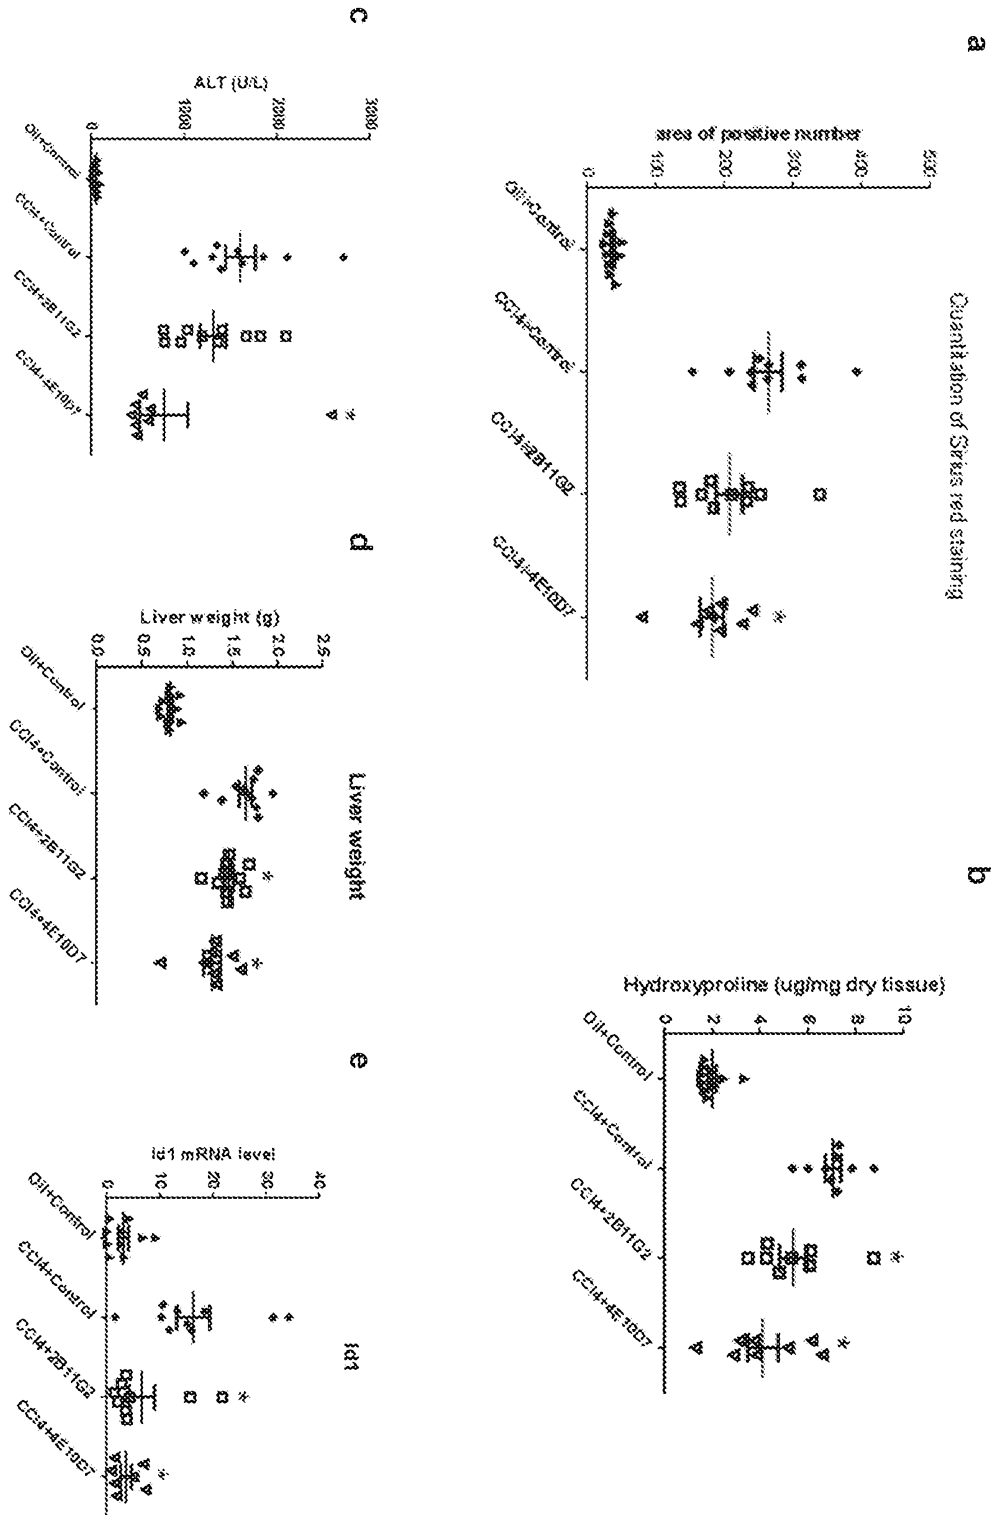 a
Quantitation of Sirius red staining
area of positive number
500
400
300
200
100
0
Oil+Control
CCl4+Control
CCl4+2B11G2
CCl4+4E10D7
*
b
Hydroxyproline (ug/mg dry tissue)
10
8
6
4
2
0
Oil+Control
CCl4+Control
CCl4+2B11G2
CCl4+4E10D7
*
*
c
ALT (U/L)
3000
2000
1000
0
Oil+Control
CCl4+Control
CCl4+2B11G2
CCl4+4E10D7
*
d
Liver weight
Liver weight (g)
2.5
2.0
1.5
1.0
0.5
0.0
Oil+Control
CCl4+Control
CCl4+2B11G2
CCl4+4E10D7
*
*
e
Id1
Id1 mRNA level
40
30
20
10
0
Oil+Control
CCl4+Control
CCl4+2B11G2
CCl4+4E10D7
*
*